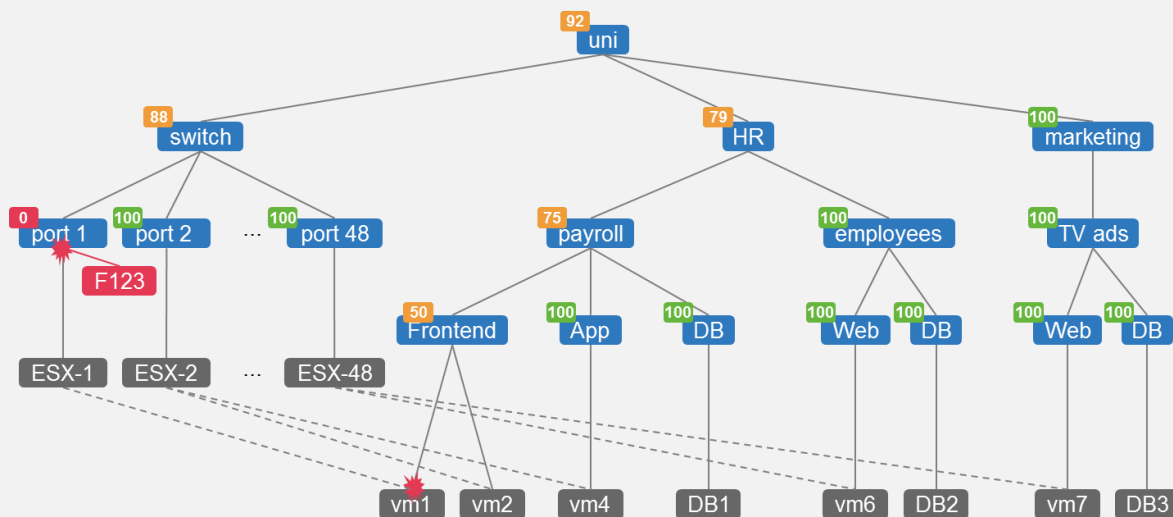 92
uni
88
switch
79
HR
100
marketing
0
port 1
100
port 2
...
100
port 48
75
payroll
100
employees
100
TV ads
F123
50
Frontend
100
App
100
DB
100
Web
100
DB
100
Web
100
DB
ESX-1
ESX-2
...
ESX-48
vm1
vm2
vm4
DB1
vm6
DB2
vm7
DB3